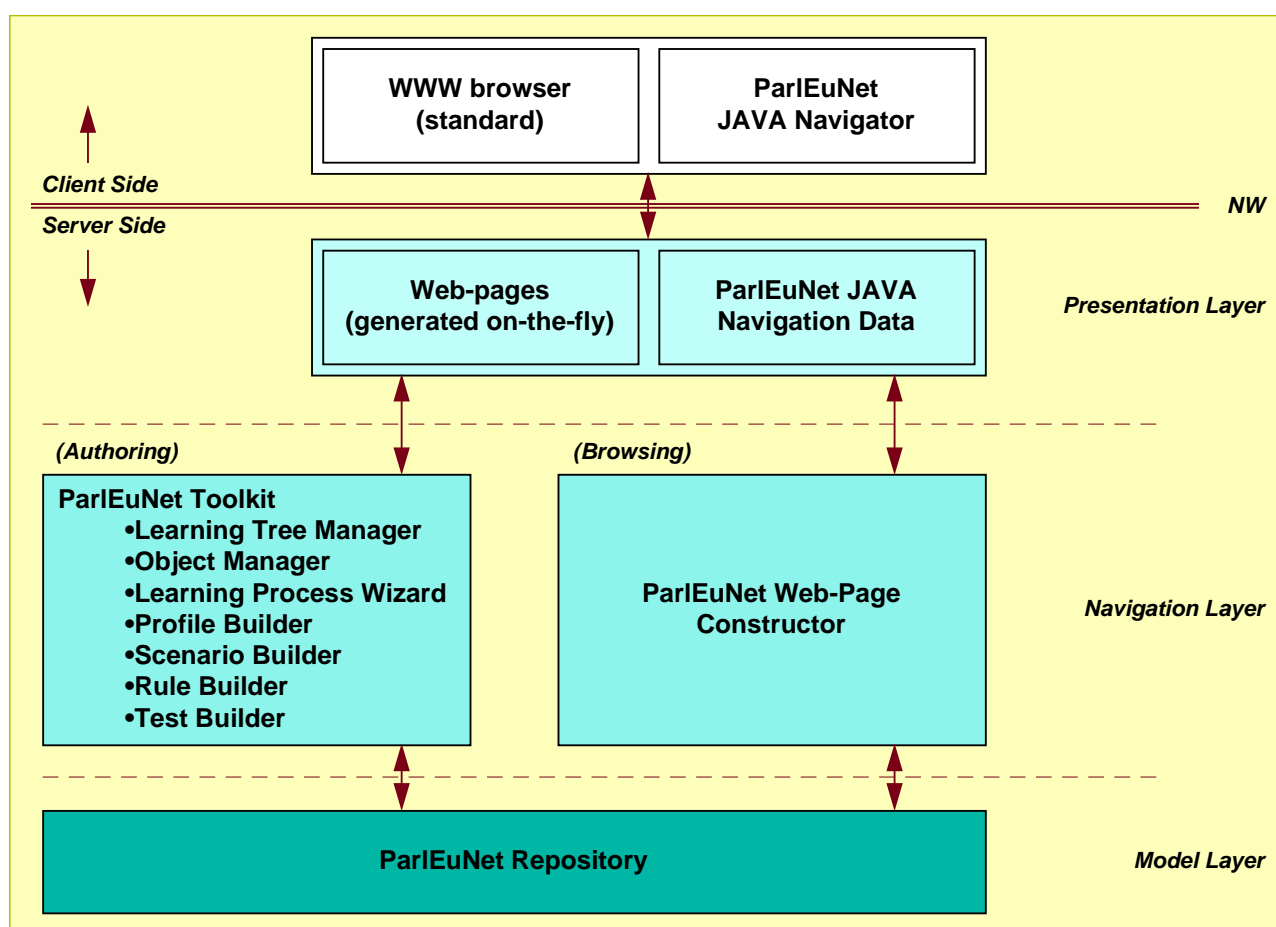 WWW browser
(standard)
ParlEuNet
JAVA Navigator
Client Side
NW
Server Side
Web-pages
(generated on-the-fly)
ParlEuNet JAVA
Navigation Data
Presentation Layer
(Authoring)
(Browsing)
ParlEuNet Toolkit
•Learning Tree Manager
•Object Manager
•Learning Process Wizard
•Profile Builder
•Scenario Builder
•Rule Builder
•Test Builder
ParlEuNet Web-Page
Constructor
Navigation Layer
ParlEuNet Repository
Model Layer